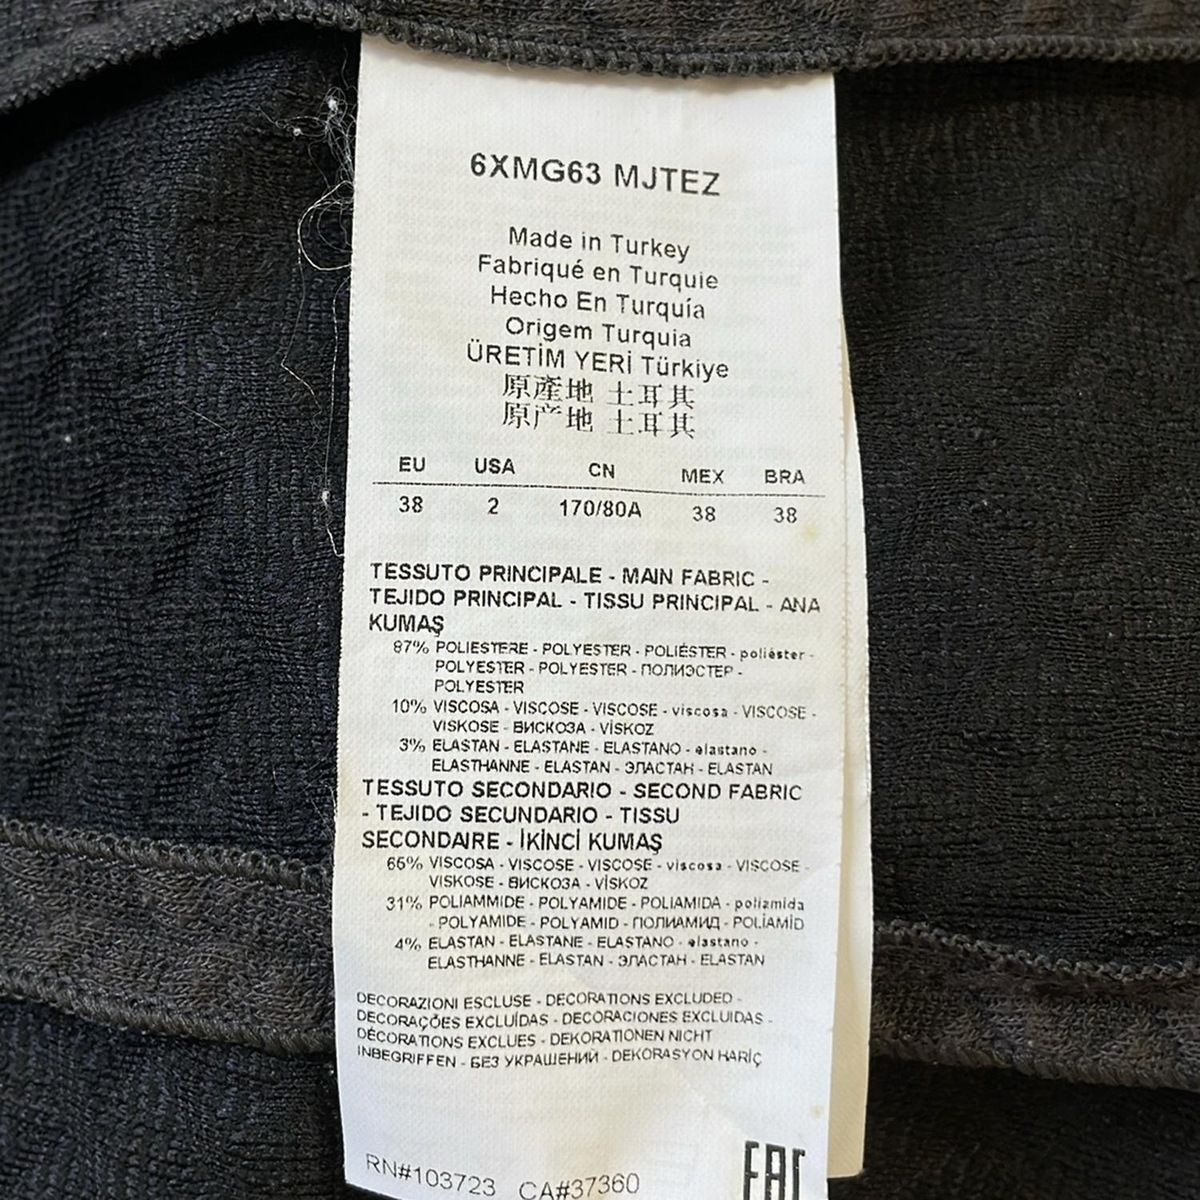 6XMG63 MJTEZ
Made in Turkey
Fabriqué en Turquie
Hecho En Turquía
Origem Turquia
ÜRETİM YERİ Türkiye
原產地 土耳其
原产地 土耳其
EU USA CN MEX BRA
38 2 170/80A 38 38
TESSUTO PRINCIPALE - MAIN FABRIC -
TEJIDO PRINCIPAL - TISSU PRINCIPAL - ANA
KUMAŞ
87% POLIESTERE - POLYESTER - POLIÉSTER - poliéster -
POLYESTER - POLYESTER - ПОЛИЭСТЕР -
POLYESTER
10% VISCOSA - VISCOSE - VISCOSE - viscosa - VISCOSE -
VISKOSE - ВИСКОЗА - VİSKOZ
3% ELASTAN - ELASTANE - ELASTANO - elastano -
ELASTHANNE - ELASTAN - ЭЛАСТАН - ELASTAN
TESSUTO SECONDARIO - SECOND FABRIC
- TEJIDO SECUNDARIO - TISSU
SECONDAIRE - İKİNCİ KUMAŞ
65% VISCOSA - VISCOSE - VISCOSE - viscosa - VISCOSE -
VISKOSE - ВИСКОЗА - VİSKOZ
31% POLIAMMIDE - POLYAMIDE - POLIAMIDA - poliamida
- POLYAMIDE - POLYAMID - ПОЛИАМИД - POLİAMİD
4% ELASTAN - ELASTANE - ELASTANO - elastano -
ELASTHANNE - ELASTAN - ЭЛАСТАН - ELASTAN
DECORAZIONI ESCLUSE - DECORATIONS EXCLUDED -
DECORAÇÕES EXCLUÍDAS - DECORACIONES EXCLUIDAS -
DÉCORATIONS EXCLUES - DEKORATIONEN NICHT
INBEGRIFFEN - БЕЗ УКРАШЕНИЙ - DEKORASYON HARİÇ
RN#103723 CA#37360
EAC